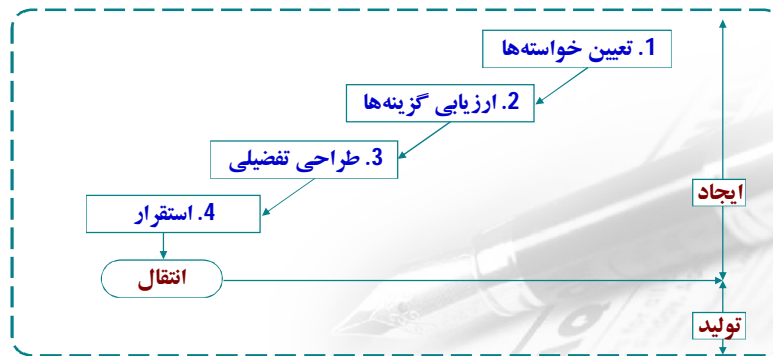 1. تعیین خواسته‌ها
2. ارزیابی گزینه‌ها
3. طراحی تفضیلی
4. استقرار
انتقال
ایجاد
تولید